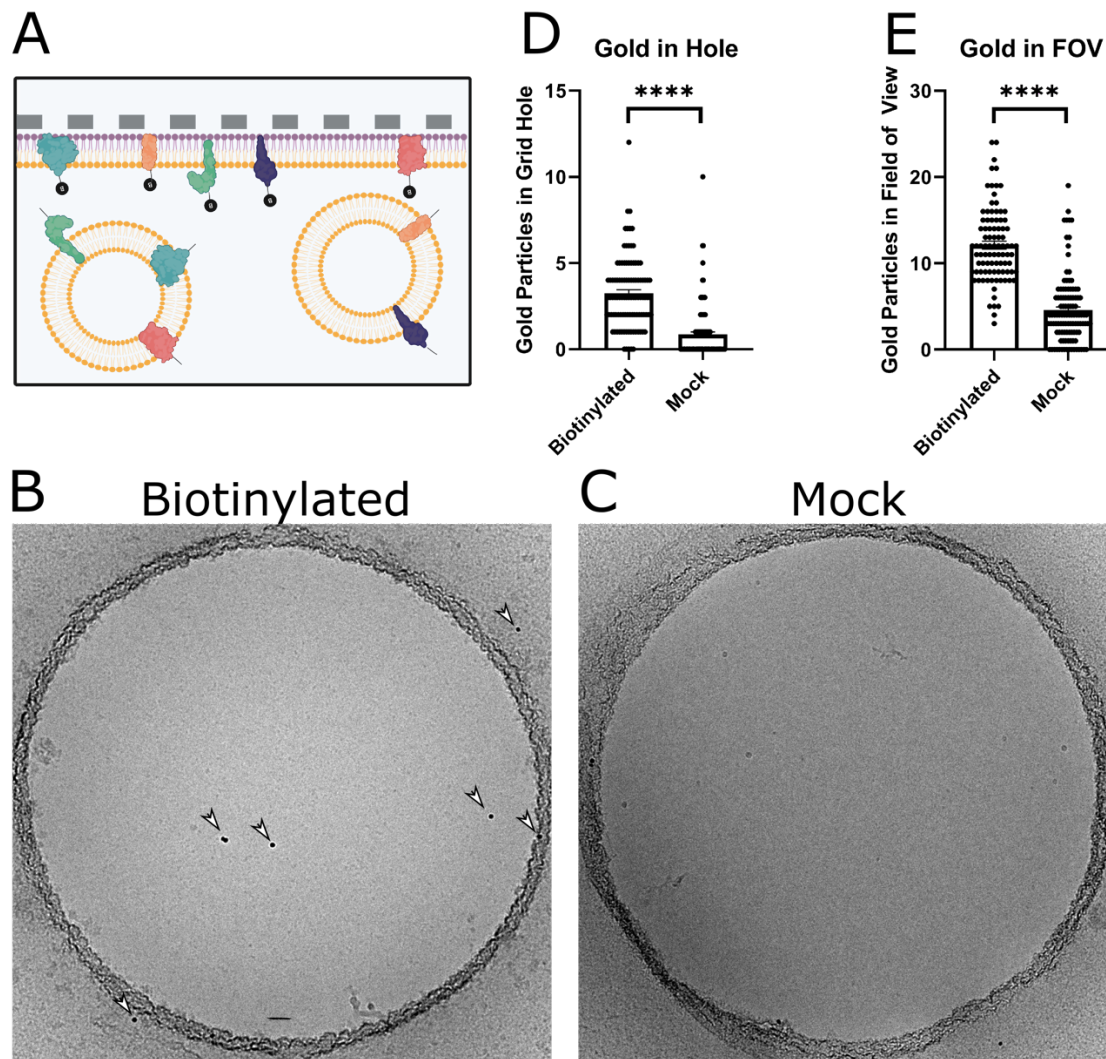 A
D
Gold in Hole
Gold Particles in Grid Hole
15
10
5
0
****
Biotinylated
Mock
E
Gold in FOV
Gold Particles in Field of View
30
20
10
0
****
Biotinylated
Mock
B
B
B
B
B
B
Biotinylated
C
Mock